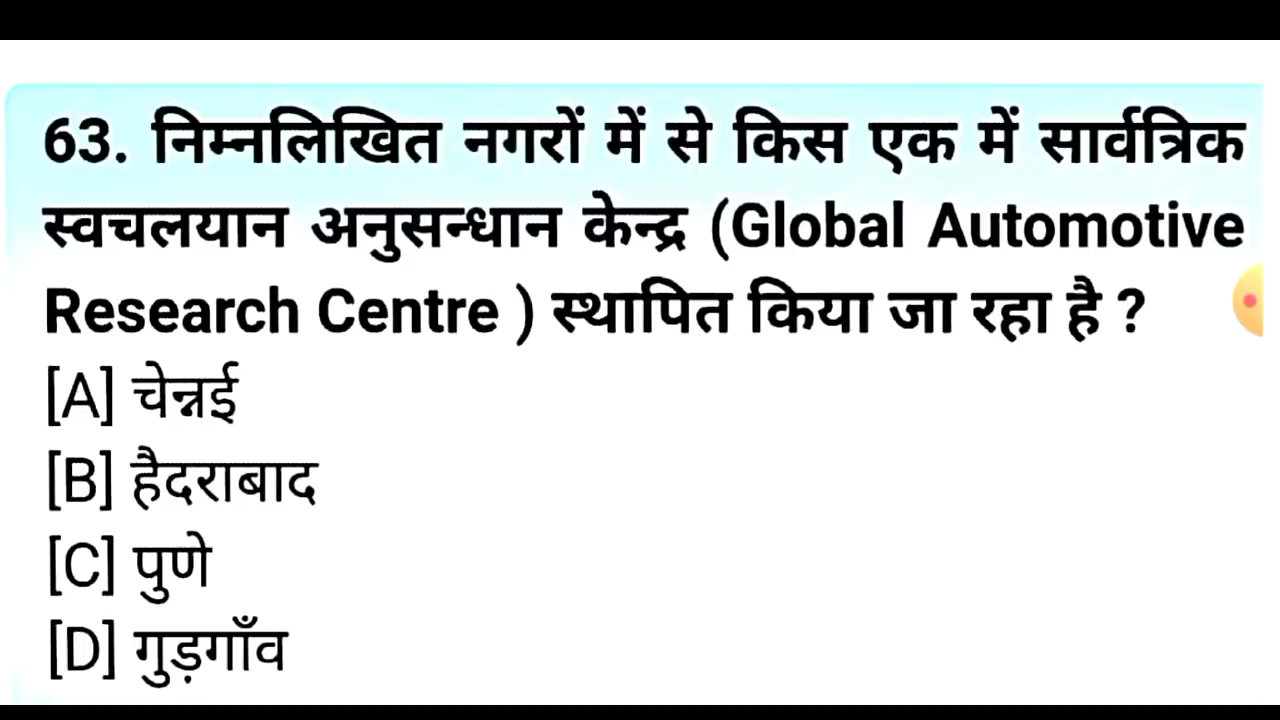 63. निम्नलिखित नगरों में से किस एक में सार्वत्रिक
स्वचलयान अनुसन्धान केन्द्र (Global Automotive
Research Centre ) स्थापित किया जा रहा है ?
[A] चेन्नई
[B] हैदराबाद
[C] पुणे
[D] गुड़गाँव